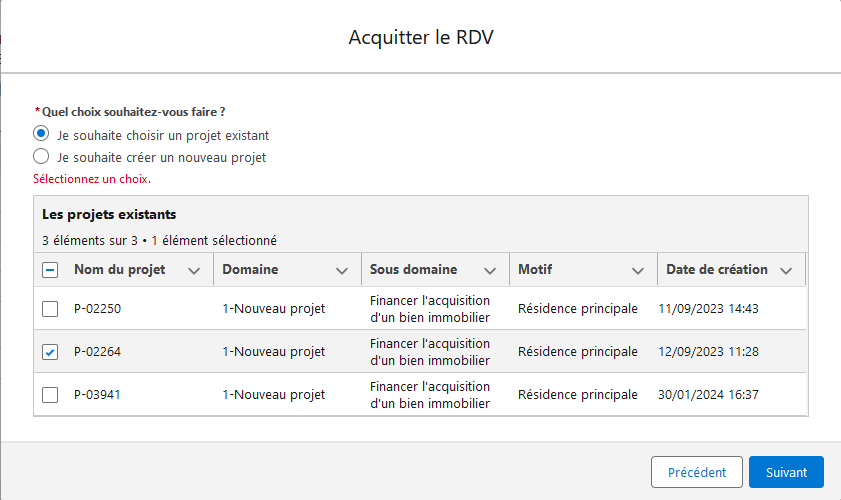 Acquitter le RDV
*Quel choix souhaitez-vous faire ?
Je souhaite choisir un projet existant
Je souhaite créer un nouveau projet
Sélectionnez un choix.
Les projets existants
3 éléments sur 3 • 1 élément sélectionné
Nom du projet Domaine Sous domaine Motif Date de création
P-02250 1-Nouveau projet Financer l'acquisition d'un bien immobilier Résidence principale 11/09/2023 14:43
P-02264 1-Nouveau projet Financer l'acquisition d'un bien immobilier Résidence principale 12/09/2023 11:28
P-03941 1-Nouveau projet Financer l'acquisition d'un bien immobilier Résidence principale 30/01/2024 16:37
Précédent Suivant